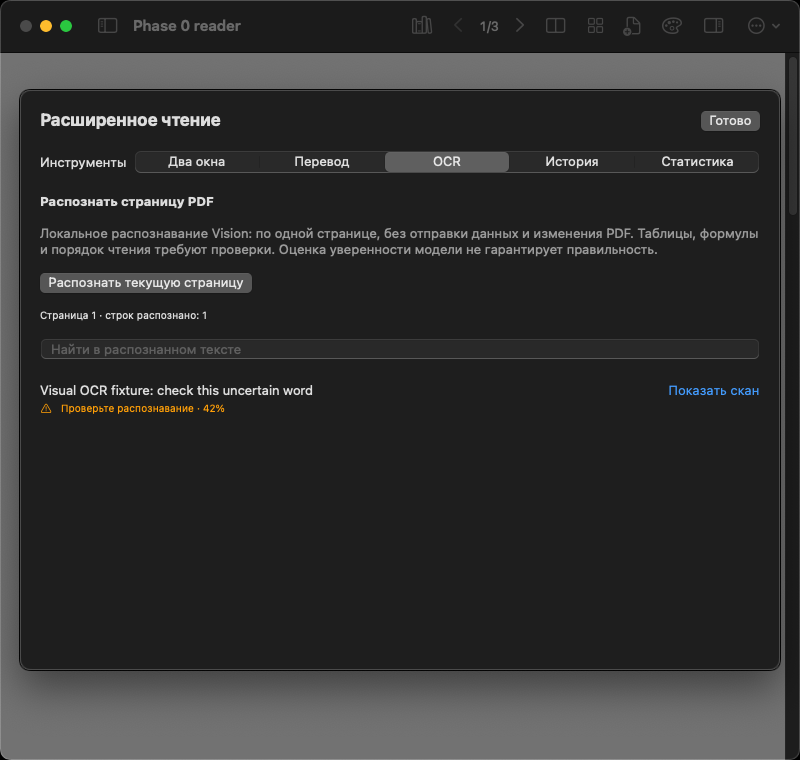 Phase 0 reader
1/3
Расширенное чтение
Готово
Инструменты
Два окна
Перевод
OCR
История
Статистика
Распознать страницу PDF
Локальное распознавание Vision: по одной странице, без отправки данных и изменения PDF. Таблицы, формулы
и порядок чтения требуют проверки. Оценка уверенности модели не гарантирует правильность.
Распознать текущую страницу
Страница 1 · строк распознано: 1
Найти в распознанном тексте
Visual OCR fixture: check this uncertain word
Показать скан
Проверьте распознавание · 42%